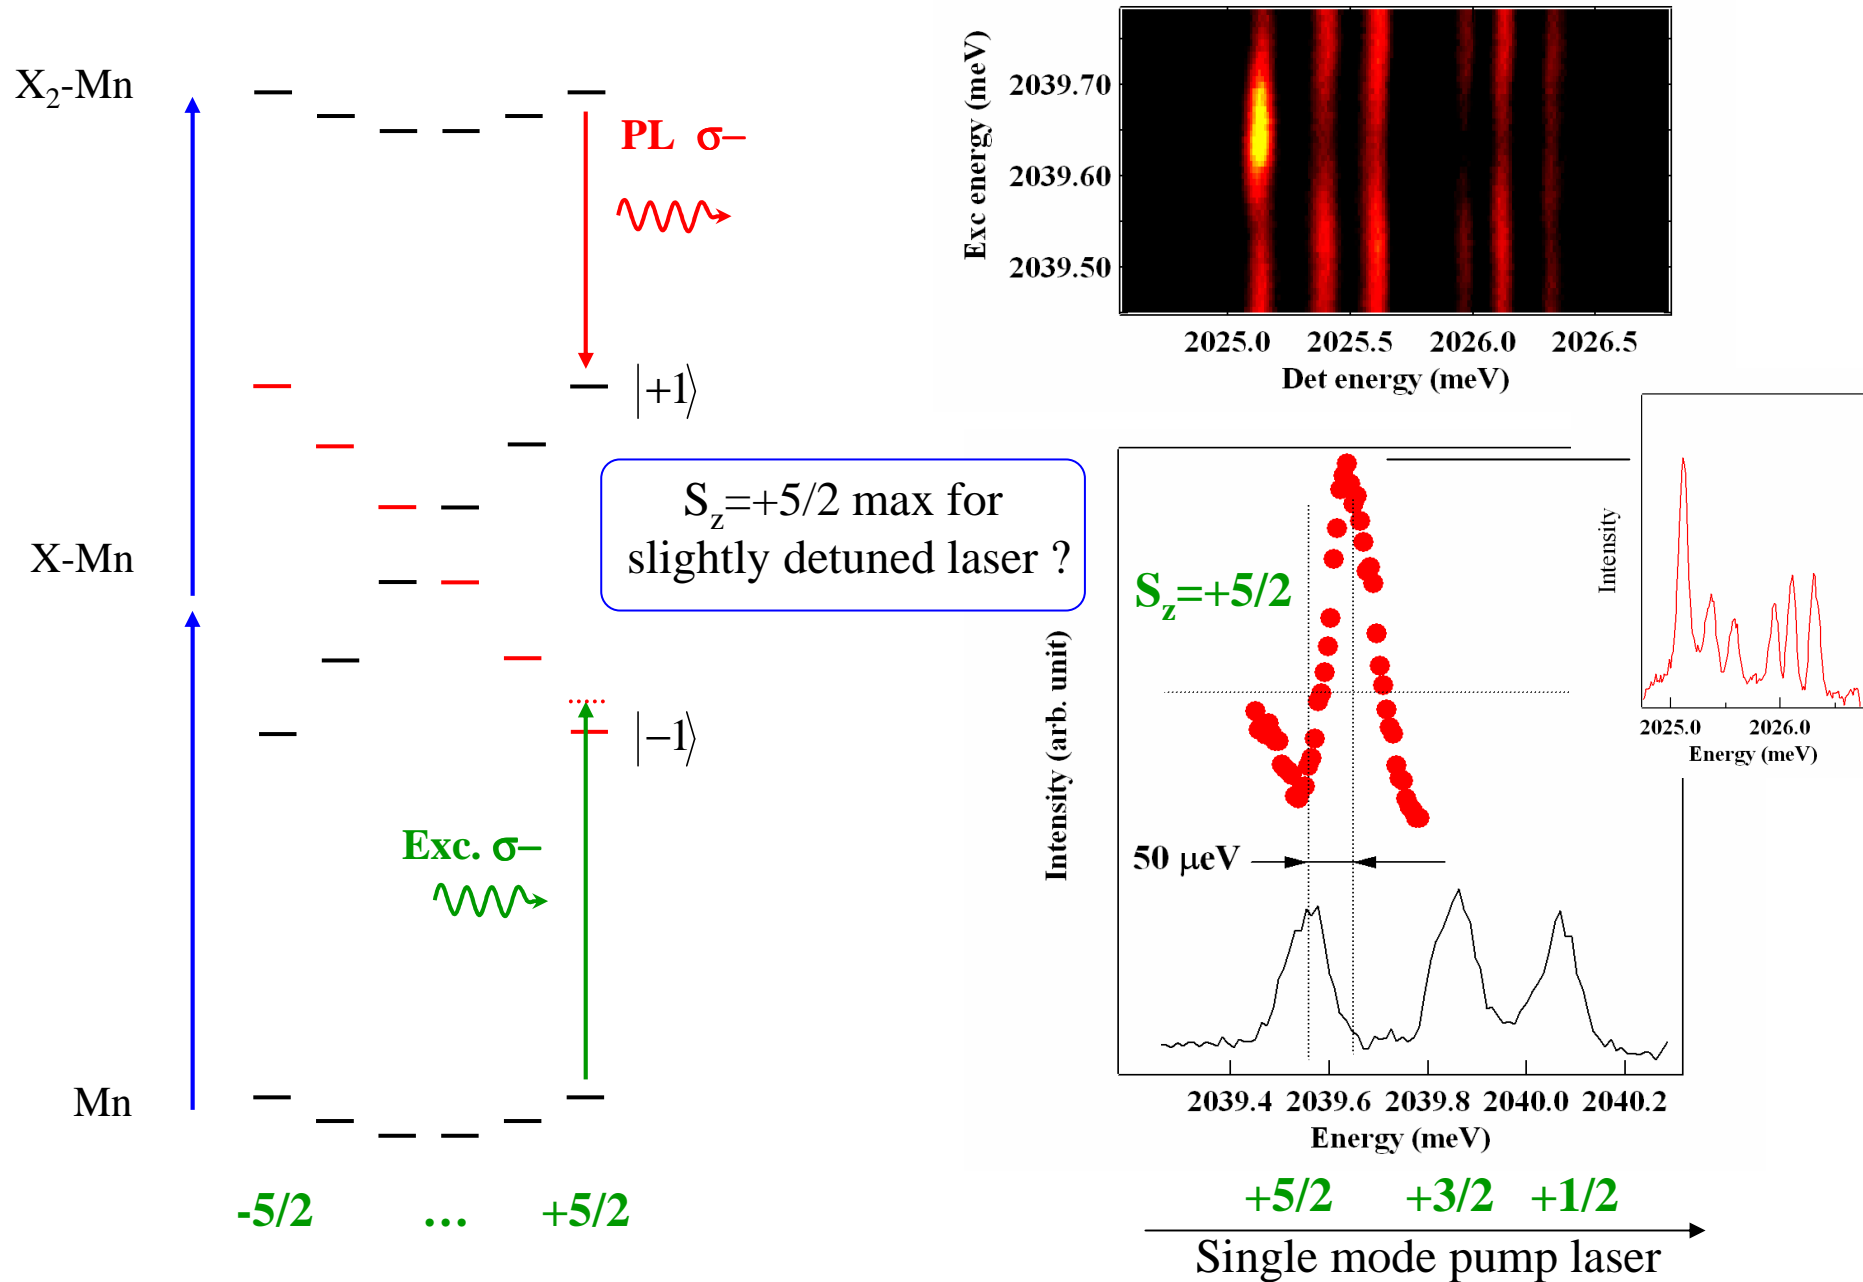 X₂-Mn
PL σ–
|+1⟩
X-Mn
S_z=+5/2 max for
slightly detuned laser ?
|−1⟩
Exc. σ–
Mn
-5/2
...
+5/2
Exc energy (meV)
2039.70
2039.60
2039.50
2025.0 2025.5 2026.0 2026.5
Det energy (meV)
Intensity
2025.0 2026.0
Energy (meV)
S_z=+5/2
Intensity (arb. unit)
50 μeV
2039.4 2039.6 2039.8 2040.0 2040.2
Energy (meV)
+5/2 +3/2 +1/2
Single mode pump laser